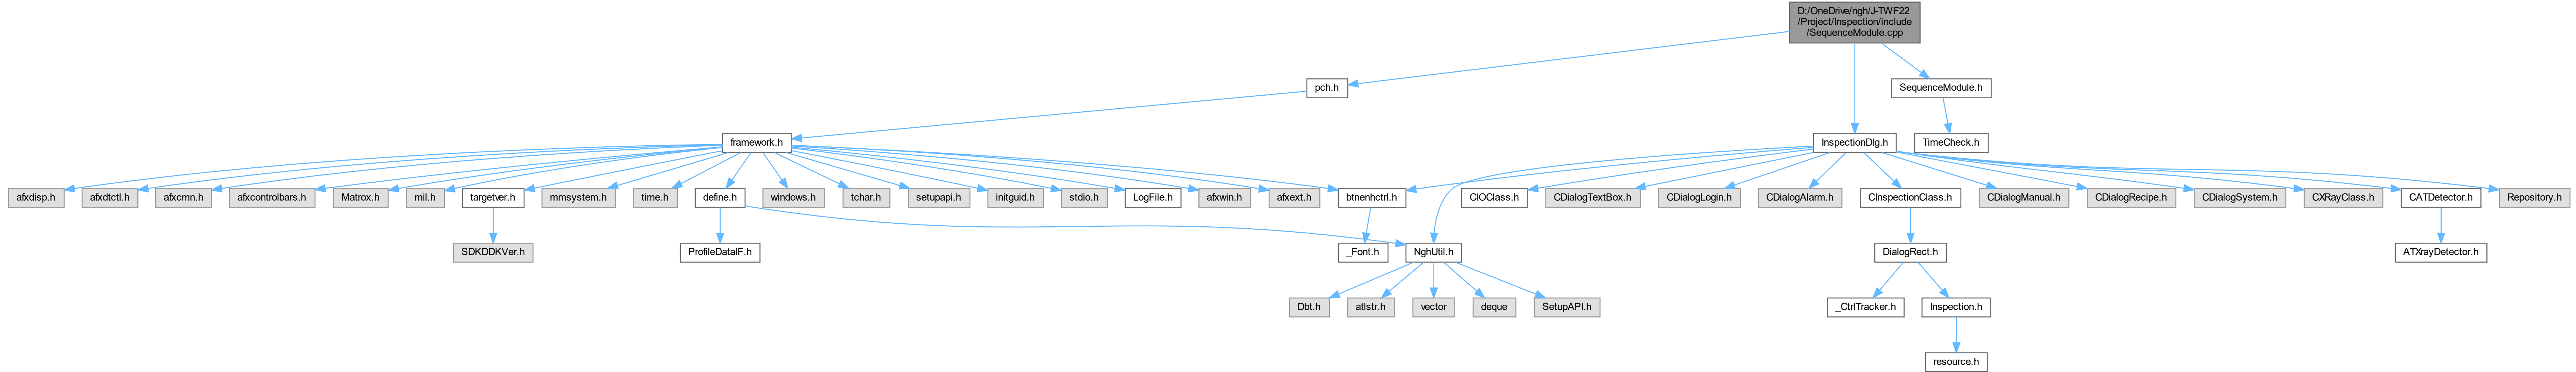 D:/OneDrive/ngh/J-TWF22
/Project/Inspection/include
/SequenceModule.cpp
pch.h
SequenceModule.h
framework.h
InspectionDlg.h
TimeCheck.h
afxdisp.h
afxdtctl.h
afxcmn.h
afxcontrolbars.h
Matrox.h
mil.h
targetver.h
mmsystem.h
time.h
define.h
windows.h
tchar.h
setupapi.h
initguid.h
stdio.h
LogFile.h
afxwin.h
afxext.h
btnenhctrl.h
CIOClass.h
CDialogTextBox.h
CDialogLogin.h
CDialogAlarm.h
CInspectionClass.h
CDialogManual.h
CDialogRecipe.h
CDialogSystem.h
CXRayClass.h
CATDetector.h
Repository.h
SDKDDKVer.h
ProfileDataIF.h
_Font.h
NghUtil.h
DialogRect.h
ATXrayDetector.h
Dbt.h
atlstr.h
vector
deque
SetupAPI.h
_CtrlTracker.h
Inspection.h
resource.h